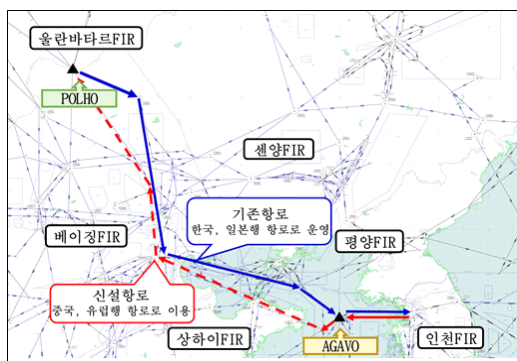 울란바타르FIR
POLHO
센양FIR
기존항로
한국, 일본행 항로로 운영
베이징FIR
평양FIR
신설항로
중국, 유럽행 항로로 이용
상하이FIR
AGAVO
인천FIR